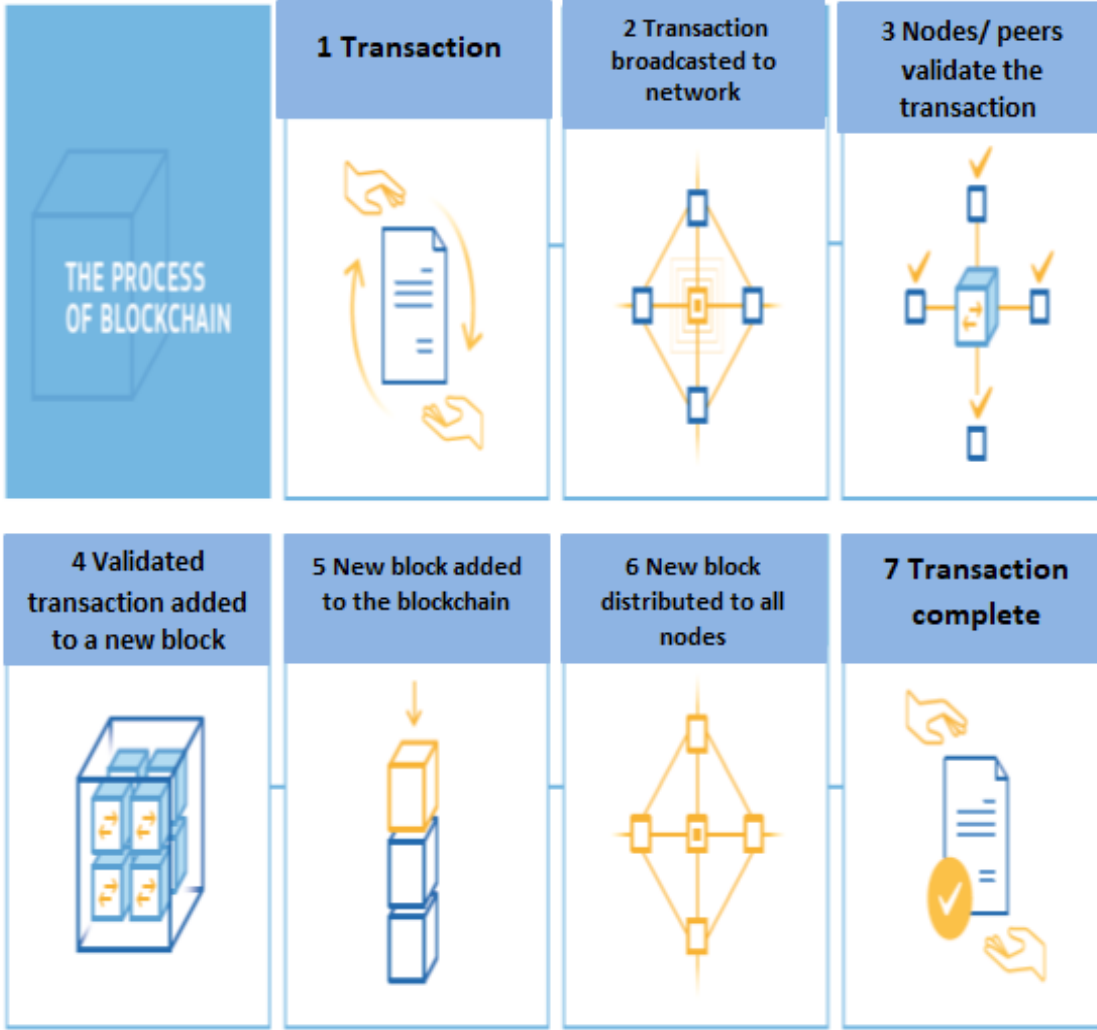 THE PROCESS
OF BLOCKCHAIN
1 Transaction
2 Transaction
broadcasted to
network
3 Nodes/ peers
validate the
transaction
4 Validated
transaction added
to a new block
5 New block added
to the blockchain
6 New block
distributed to all
nodes
7 Transaction
complete